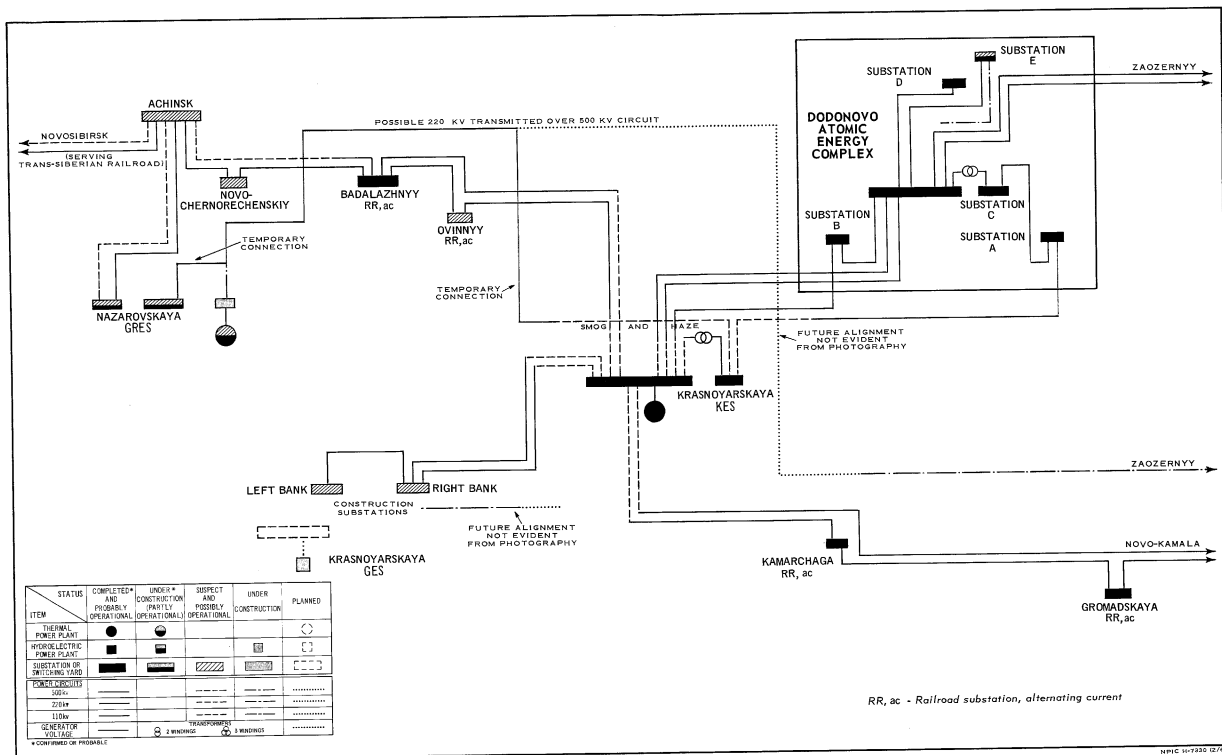 SUBSTATION
E
ZAOZERNYY
SUBSTATION
D
ACHINSK
NOVOSIBIRSK
(SERVING
TRANS-SIBERIAN RAILROAD)
POSSIBLE 220 KV TRANSMITTED OVER 500 KV CIRCUIT
DODONOVO
ATOMIC
ENERGY
COMPLEX
NOVO-
CHERNORECHENSKIY
BADALAZHNYY
RR,ac
OVINNYY
RR,ac
SUBSTATION
C
SUBSTATION
B
SUBSTATION
A
TEMPORARY
CONNECTION
TEMPORARY
CONNECTION
NAZAROVSKAYA
GRES
SMOG AND HAZE
FUTURE ALIGNMENT
NOT EVIDENT
FROM PHOTOGRAPHY
KRASNOYARSKAYA
KES
ZAOZERNYY
LEFT BANK
RIGHT BANK
CONSTRUCTION
SUBSTATIONS
FUTURE ALIGNMENT
NOT EVIDENT
FROM PHOTOGRAPHY
KRASNOYARSKAYA
GES
KAMARCHAGA
RR, ac
NOVO-KAMALA
GROMADSKAYA
RR,ac
STATUS
ITEM
COMPLETED*
AND
PROBABLY
OPERATIONAL
UNDER*
CONSTRUCTION
(PARTLY
OPERATIONAL)
SUSPECT
AND
POSSIBLY
OPERATIONAL
UNDER
CONSTRUCTION
PLANNED
THERMAL
POWER PLANT
HYDROELECTRIC
POWER PLANT
SUBSTATION OR
SWITCHING YARD
POWER CIRCUITS
500kv
220kv
110kv
GENERATOR
VOLTAGE
TRANSFORMERS
2 WINDINGS
3 WINDINGS
* CONFIRMED OR PROBABLE
RR, ac - Railroad substation, alternating current
NPIC H-7330